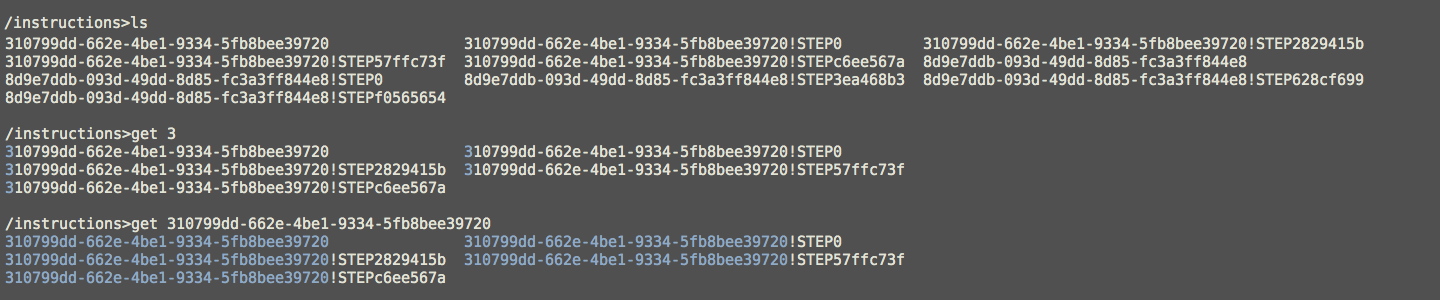 /instructions>ls
310799dd-662e-4be1-9334-5fb8bee39720 310799dd-662e-4be1-9334-5fb8bee39720!STEP0 310799dd-662e-4be1-9334-5fb8bee39720!STEP2829415b
310799dd-662e-4be1-9334-5fb8bee39720!STEP57ffc73f 310799dd-662e-4be1-9334-5fb8bee39720!STEPc6ee567a 8d9e7ddb-093d-49dd-8d85-fc3a3ff844e8
8d9e7ddb-093d-49dd-8d85-fc3a3ff844e8!STEP0 8d9e7ddb-093d-49dd-8d85-fc3a3ff844e8!STEP3ea468b3 8d9e7ddb-093d-49dd-8d85-fc3a3ff844e8!STEP628cf699
8d9e7ddb-093d-49dd-8d85-fc3a3ff844e8!STEPf0565654
/instructions>get 3
310799dd-662e-4be1-9334-5fb8bee39720 310799dd-662e-4be1-9334-5fb8bee39720!STEP0
310799dd-662e-4be1-9334-5fb8bee39720!STEP2829415b 310799dd-662e-4be1-9334-5fb8bee39720!STEP57ffc73f
310799dd-662e-4be1-9334-5fb8bee39720!STEPc6ee567a
/instructions>get 310799dd-662e-4be1-9334-5fb8bee39720
310799dd-662e-4be1-9334-5fb8bee39720 310799dd-662e-4be1-9334-5fb8bee39720!STEP0
310799dd-662e-4be1-9334-5fb8bee39720!STEP2829415b 310799dd-662e-4be1-9334-5fb8bee39720!STEP57ffc73f
310799dd-662e-4be1-9334-5fb8bee39720!STEPc6ee567a